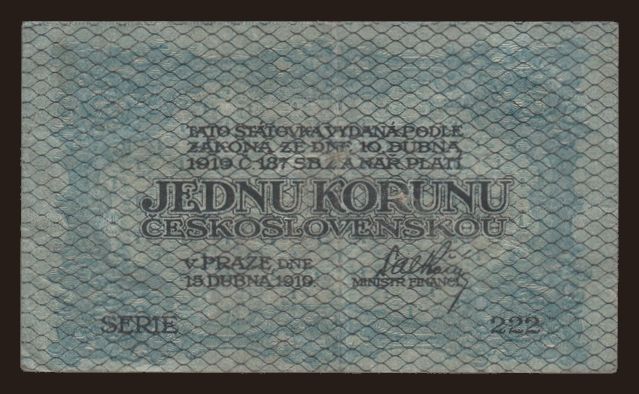 TATO STÁTOVKA VYDANÁ PODLE
ZÁKONA ZE DNE 10. DUBNA
1919 Č. 187 SB. Z. A NAŘ. PLATÍ
JEDNU KORUNU
ČESKOSLOVENSKOU
V PRAZE, DNE
15. DUBNA 1919.
MINISTR FINANCÍ
SERIE 222